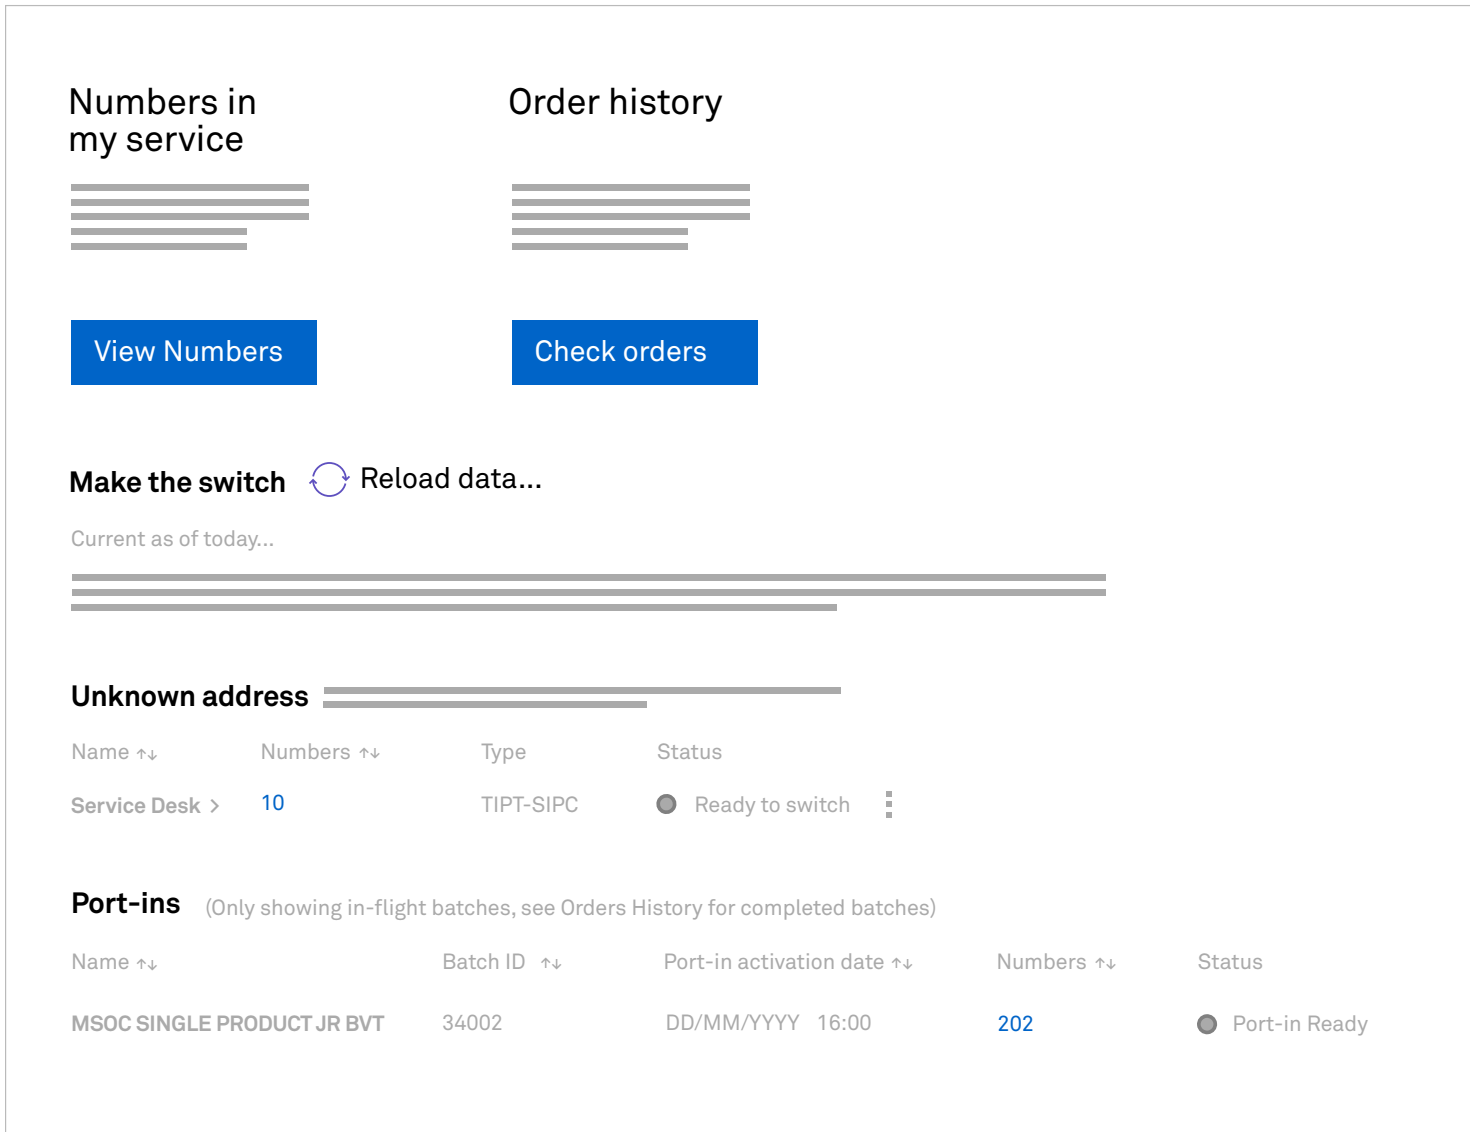 Numbers in
my service
Order history
View Numbers
Check orders
Make the switch
Reload data...
Current as of today...
Unknown address
Name Numbers Type Status
Service Desk > 10 TIPT-SIPC Ready to switch
Port-ins (Only showing in-flight batches, see Orders History for completed batches)
Name Batch ID Port-in activation date Numbers Status
MSOC SINGLE PRODUCT JR BVT 34002 DD/MM/YYYY 16:00 202 Port-in Ready